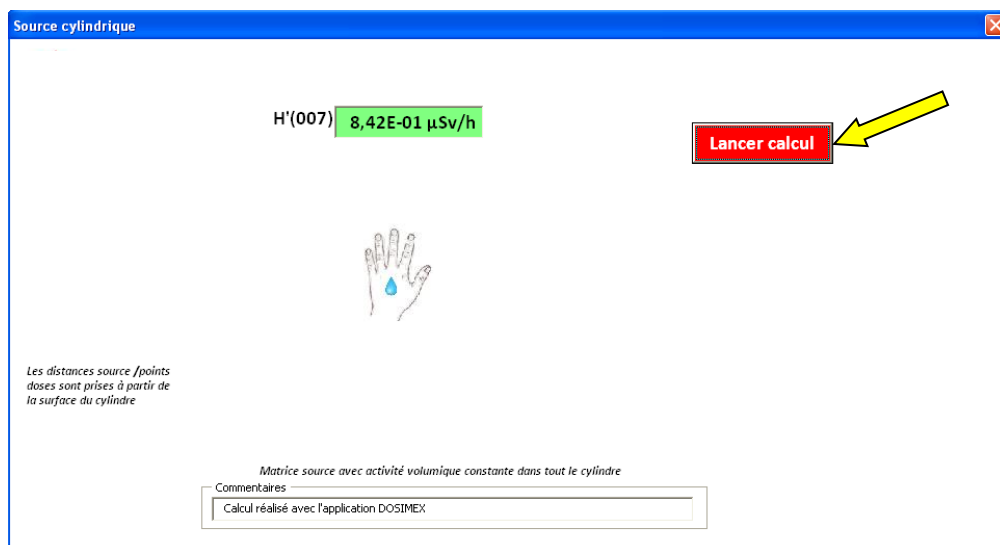 Source cylindrique
H'(007) 8,42E-01 µSv/h
Lancer calcul
Les distances source /points
doses sont prises à partir de
la surface du cylindre
Matrice source avec activité volumique constante dans tout le cylindre
Commentaires
Calcul réalisé avec l'application DOSIMEX